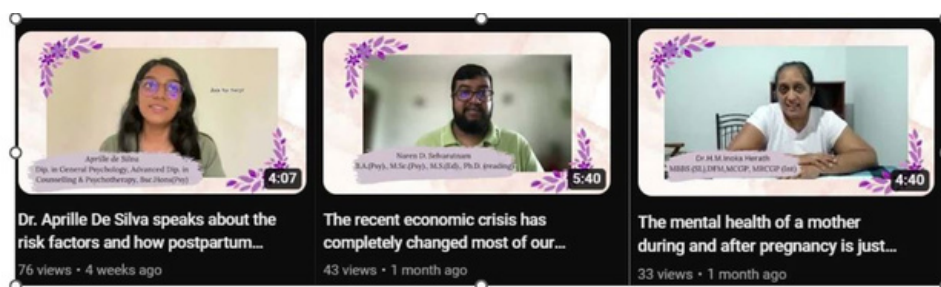 Aprille de Silva
Dip. in General Psychology, Advanced Dip. in
Counselling & Psychotherapy, Bsc.Hons(Psy)
4:07
Dr. Aprille De Silva speaks about the
risk factors and how postpartum...
76 views • 4 weeks ago
Naren D. Selvaratnam
B.A.(Psy)., M.Sc.(Psy)., M.S.(Ed)., Ph.D. (reading)
5:40
The recent economic crisis has
completely changed most of our...
43 views • 1 month ago
Dr.H.M.Inoka Herath
MBBS (SL),DFM,MCGP, MRCGP (Int)
4:40
The mental health of a mother
during and after pregnancy is just...
33 views • 1 month ago